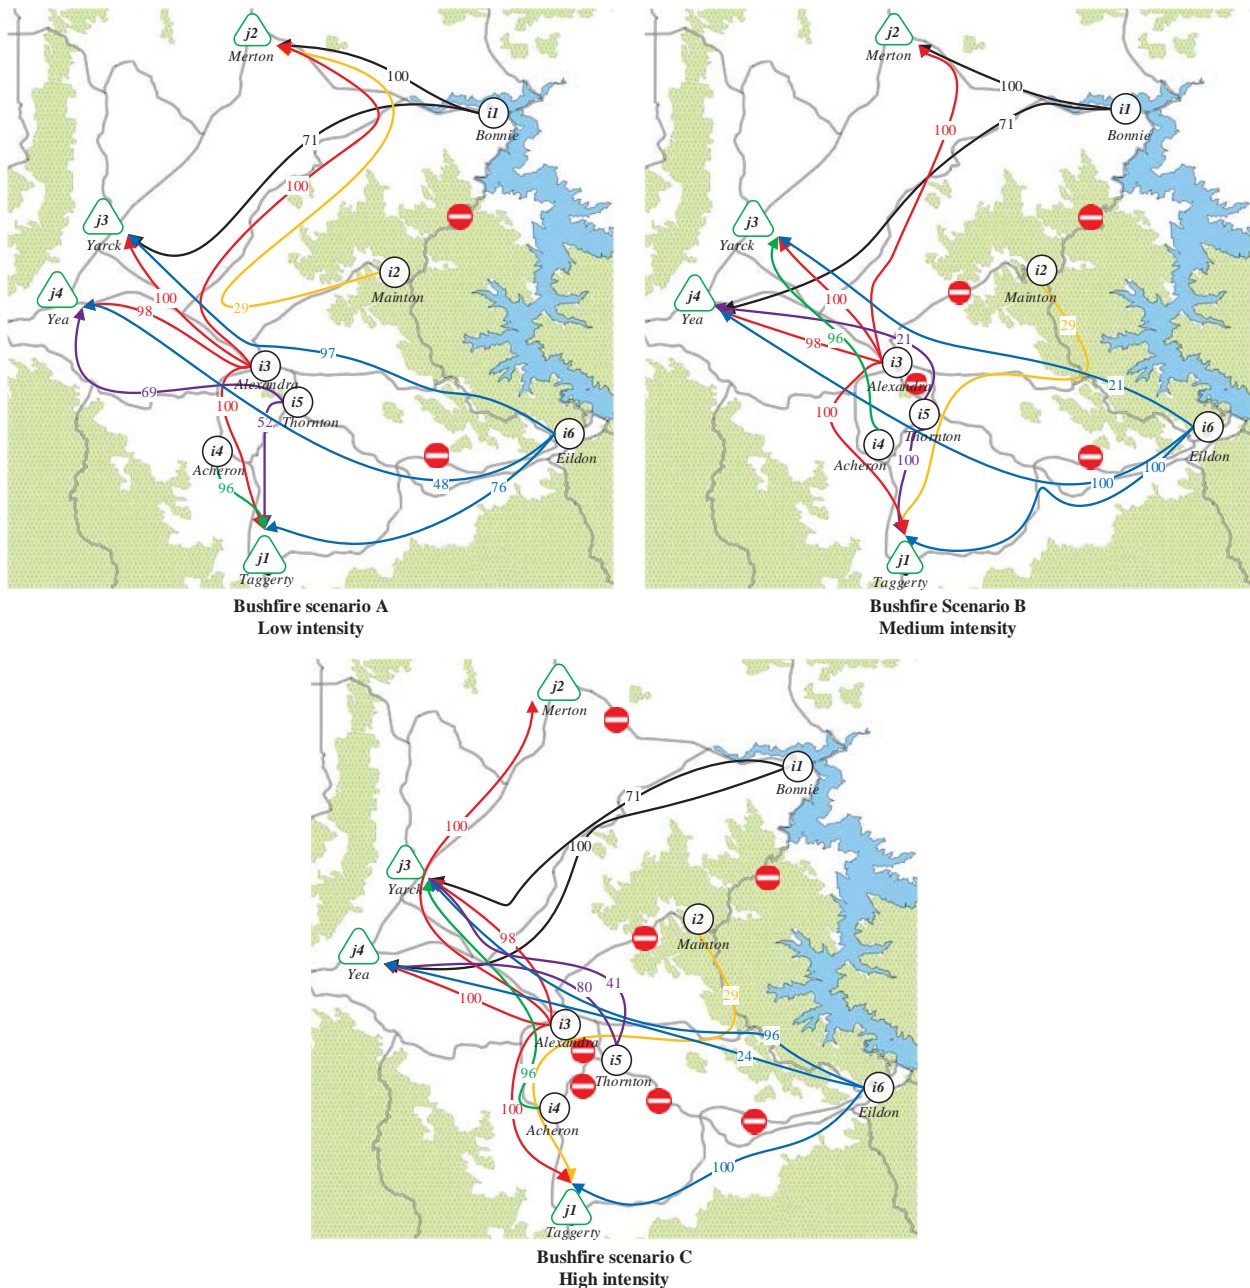 j2
Merton
100
i1
Bonnie
71
100
j3
Yarck
j4
Yea
i2
Mainton
29
100
98
97
i3
Alexandra
69
100
i5
Thornton
52
i4
Acheron
96
i6
Eildon
48
76
j1
Taggerty
Bushfire scenario A
Low intensity
j2
Merton
100
i1
Bonnie
71
100
j3
Yarck
j4
Yea
i2
Mainton
29
100
96
98
21
i3
Alexandra
21
100
i5
Thornton
i4
Acheron
100
i6
Eildon
100
100
j1
Taggerty
Bushfire Scenario B
Medium intensity
j2
Merton
i1
Bonnie
71
100
100
j3
Yarck
i2
Mainton
98
j4
Yea
41
80
29
100
i3
Alexandra
96
24
i5
Thornton
96
i6
Eildon
100
i4
Acheron
100
j1
Taggerty
Bushfire scenario C
High intensity